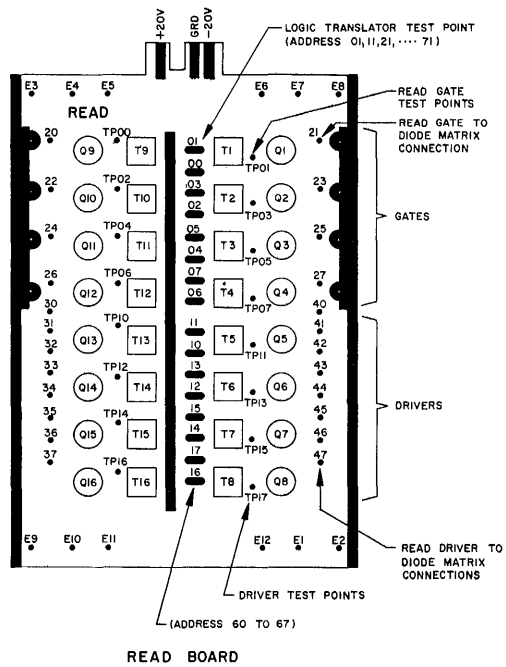 +20V
GRD
-20V
LOGIC TRANSLATOR TEST POINT
(ADDRESS 01,11,21, ···· 71)
E3 E4 E5 E6 E7 E8
READ
READ GATE
TEST POINTS
READ GATE TO
DIODE MATRIX
CONNECTION
20 Q9 TP00 T9 01 T1 TP01 Q1 21
00
22 Q10 TP02 T10 03 T2 TP03 Q2 23
02
GATES
24 Q11 TP04 T11 05 T3 TP05 Q3 25
04
26 Q12 TP06 T12 07 T4 TP07 Q4 27
06
30 40
31 Q13 TP10 T13 11 T5 TP11 Q5 41
32 10 42
33 Q14 TP12 T14 13 T6 TP13 Q6 43
34 12 44
DRIVERS
35 Q15 TP14 T15 15 T7 TP15 Q7 45
36 14 46
37 Q16 TP16 T16 17 T8 TP17 Q8 47
16
E9 E10 E11 E12 E1 E2
READ DRIVER TO
DIODE MATRIX
CONNECTIONS
DRIVER TEST POINTS
(ADDRESS 60 TO 67)
READ BOARD